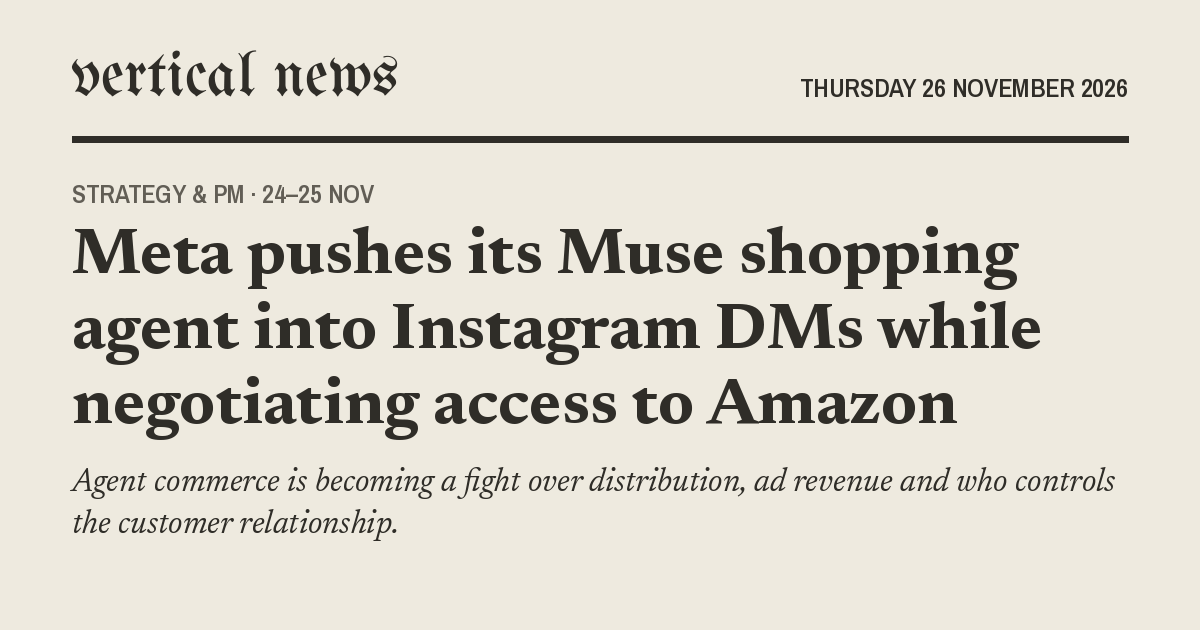 vertical news
THURSDAY 26 NOVEMBER 2026
STRATEGY & PM · 24–25 NOV
Meta pushes its Muse shopping
agent into Instagram DMs while
negotiating access to Amazon
Agent commerce is becoming a fight over distribution, ad revenue and who controls
the customer relationship.